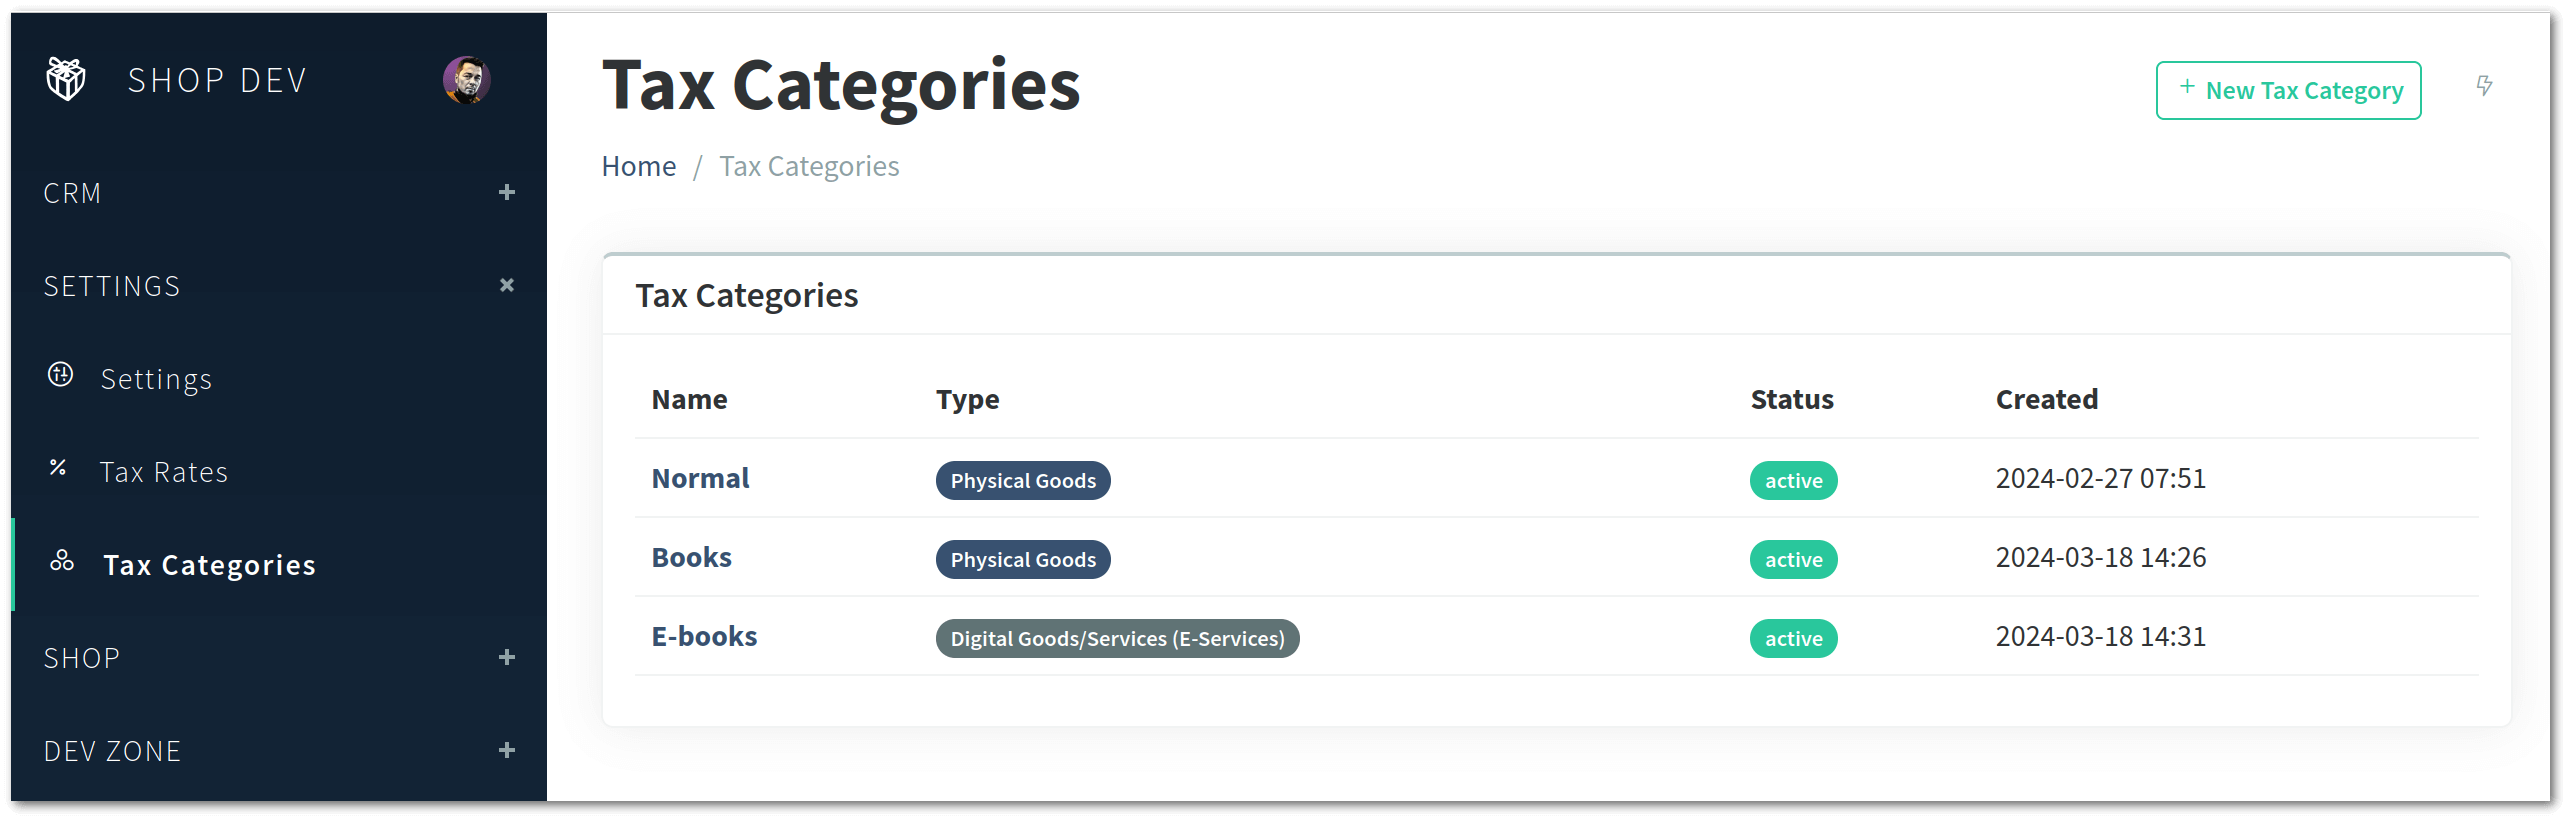 SHOP DEV
CRM
SETTINGS
Settings
Tax Rates
Tax Categories
SHOP
DEV ZONE
Tax Categories
+ New Tax Category
Home / Tax Categories
Tax Categories
Name Type Status Created
Normal Physical Goods active 2024-02-27 07:51
Books Physical Goods active 2024-03-18 14:26
E-books Digital Goods/Services (E-Services) active 2024-03-18 14:31